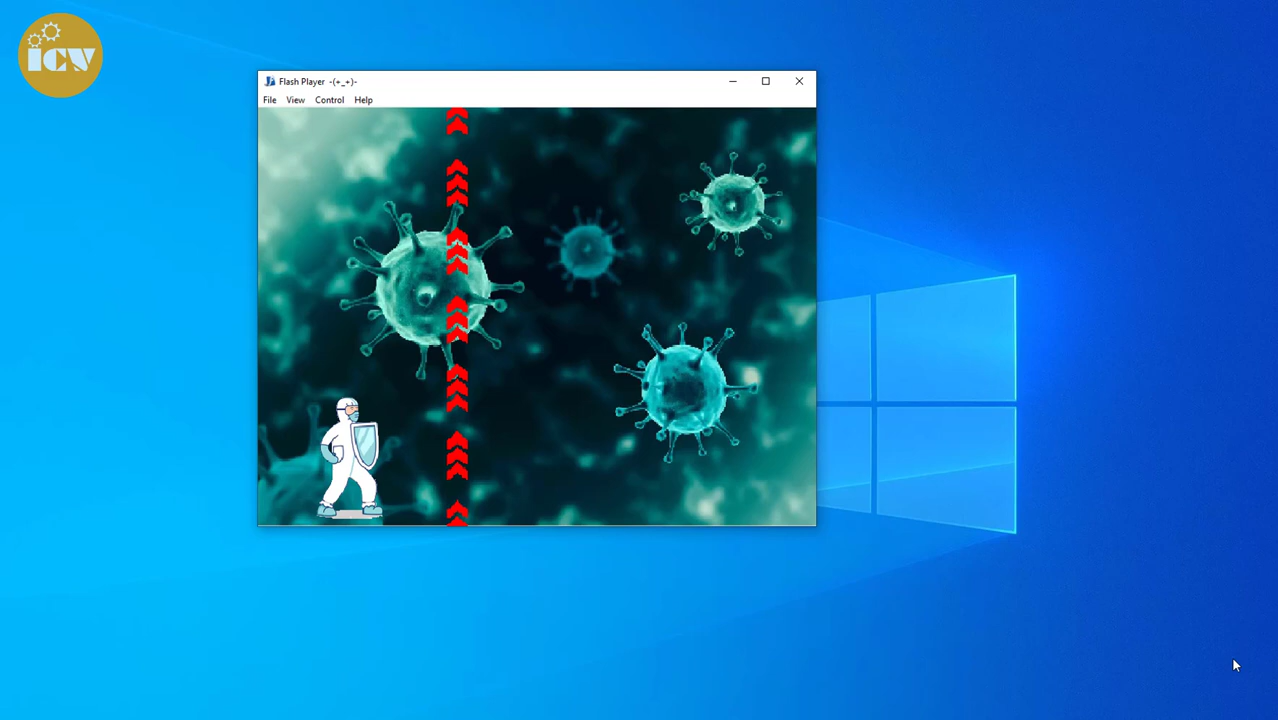 icv
Flash Player -(+_+)-
File View Control Help